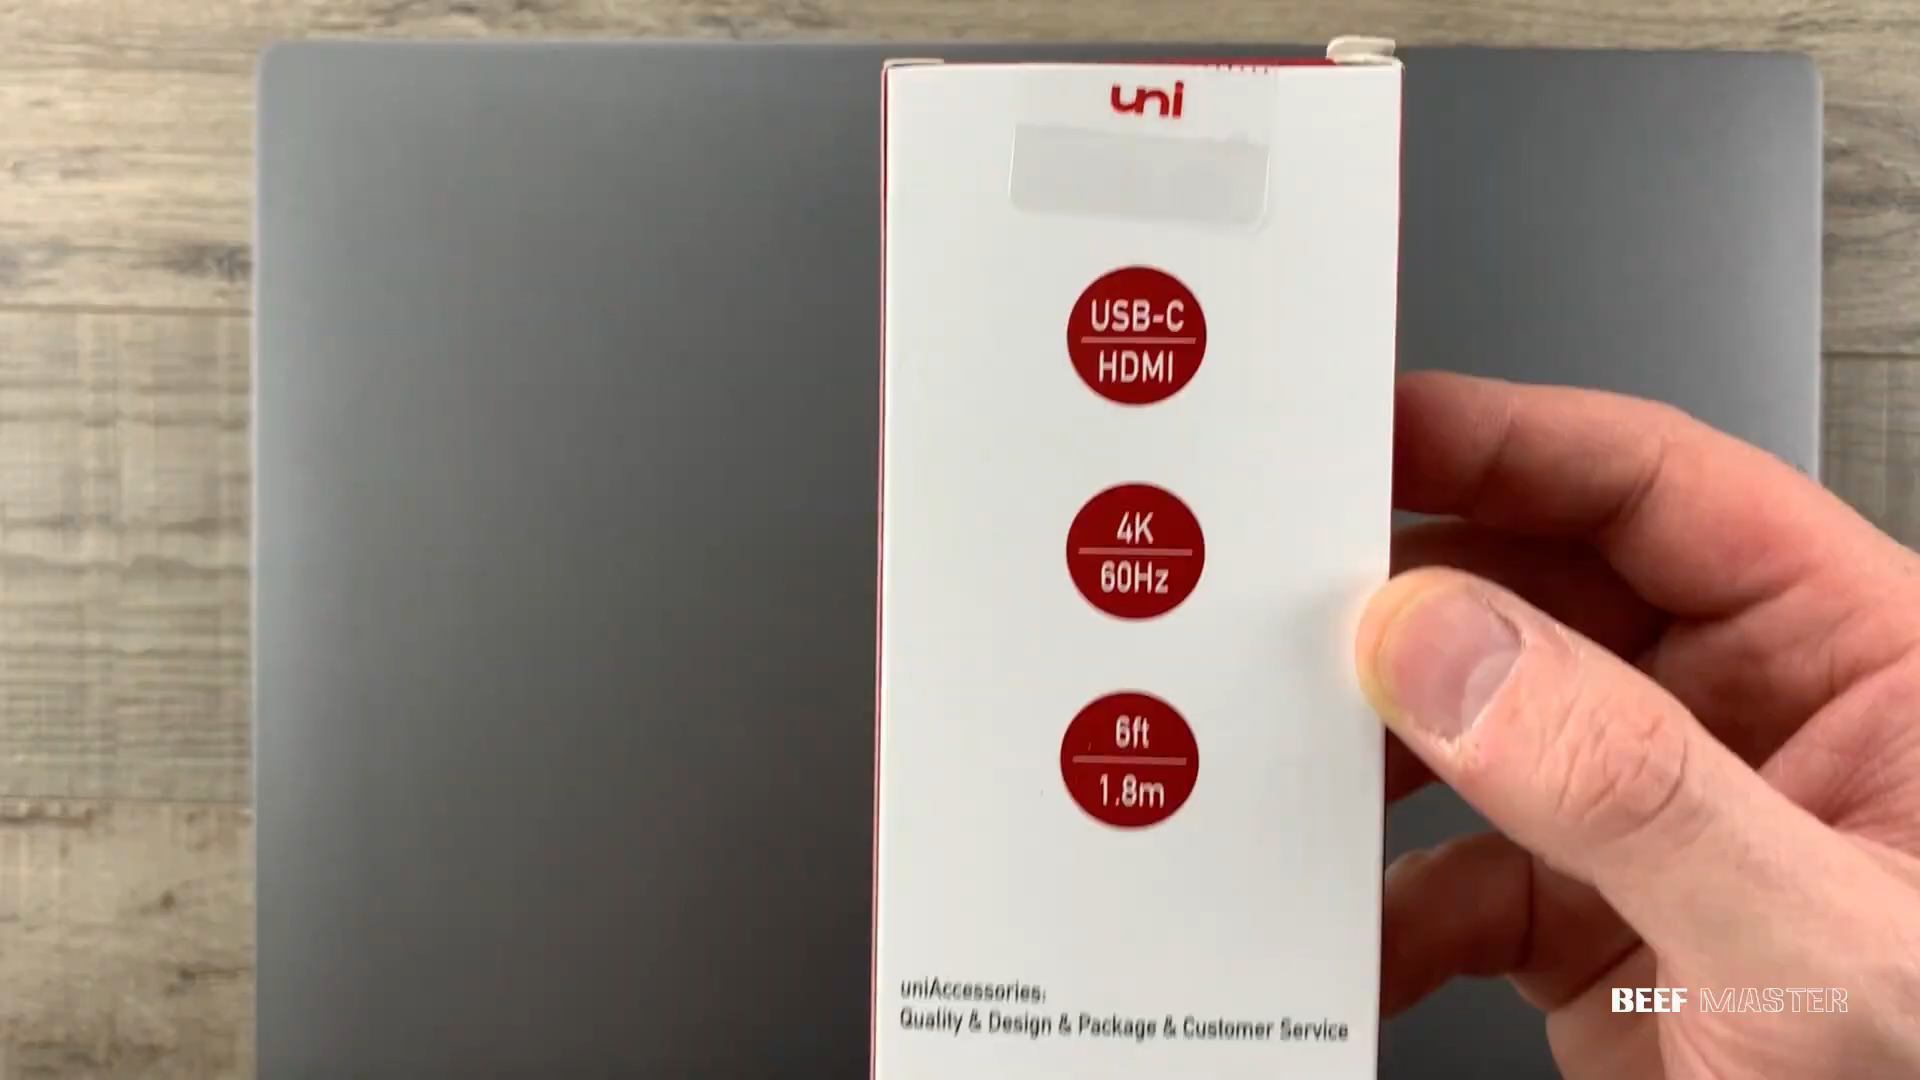 uni
USB-C
HDMI
4K
60Hz
6ft
1.8m
uniAccessories:
Quality & Design & Package & Customer Service
BEEF MASTER